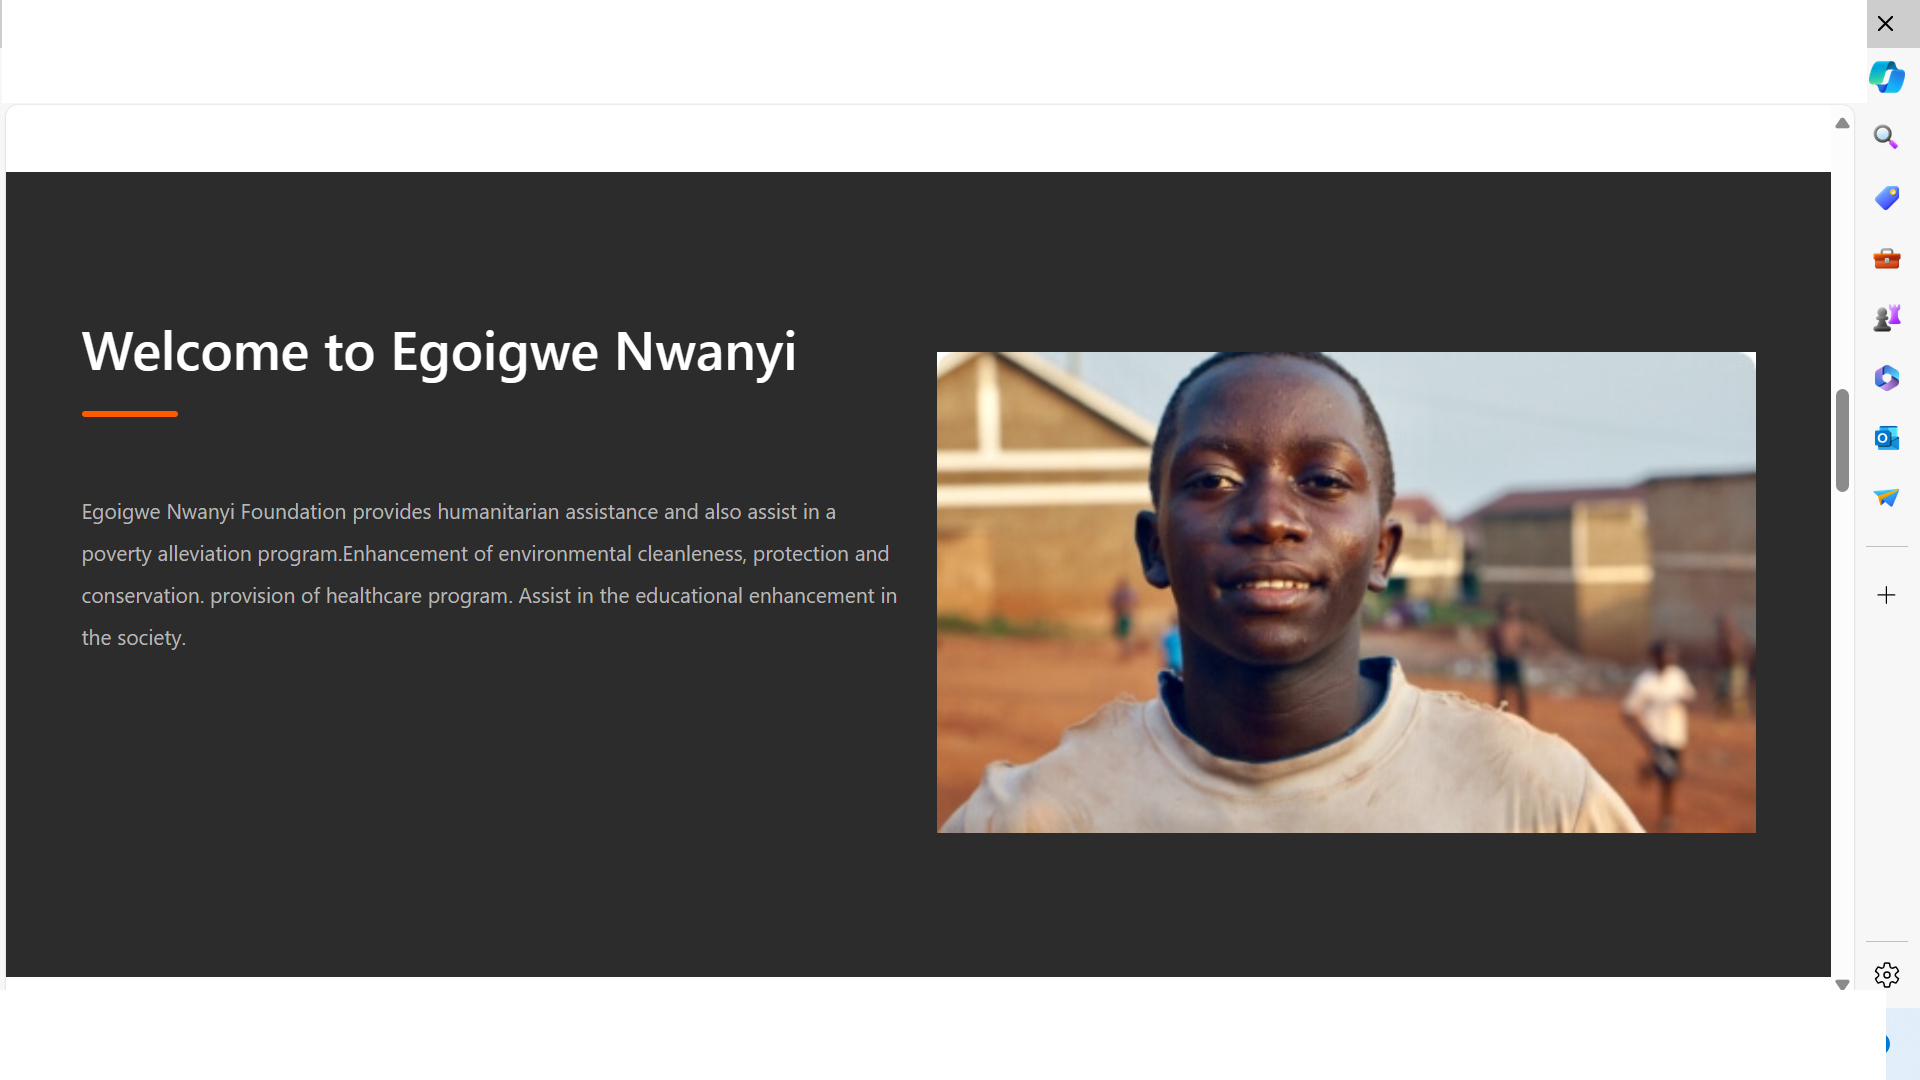 Welcome to Egoigwe Nwanyi
Egoigwe Nwanyi Foundation provides humanitarian assistance and also assist in a
poverty alleviation program.Enhancement of environmental cleanleness, protection and
conservation. provision of healthcare program. Assist in the educational enhancement in
the society.